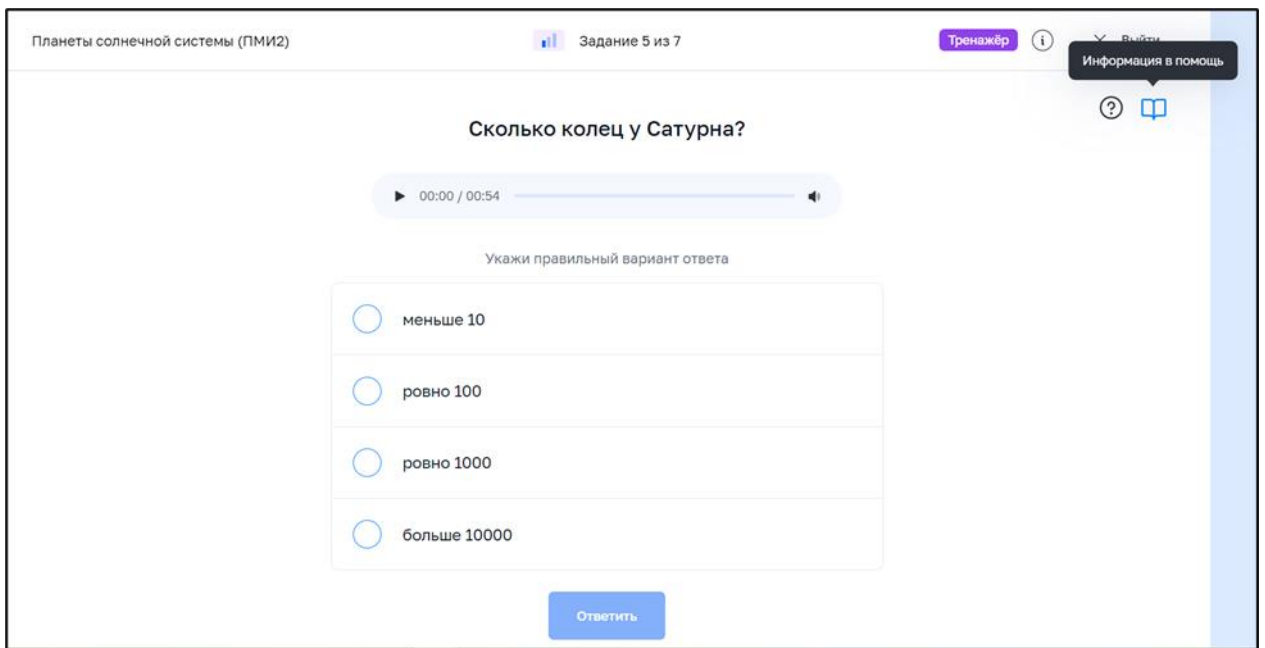 Планеты солнечной системы (ПМИ2)
Задание 5 из 7
Тренажёр
Выйти
Информация в помощь
Сколько колец у Сатурна?
00:00 / 00:54
Укажи правильный вариант ответа
меньше 10
ровно 100
ровно 1000
больше 10000
Ответить